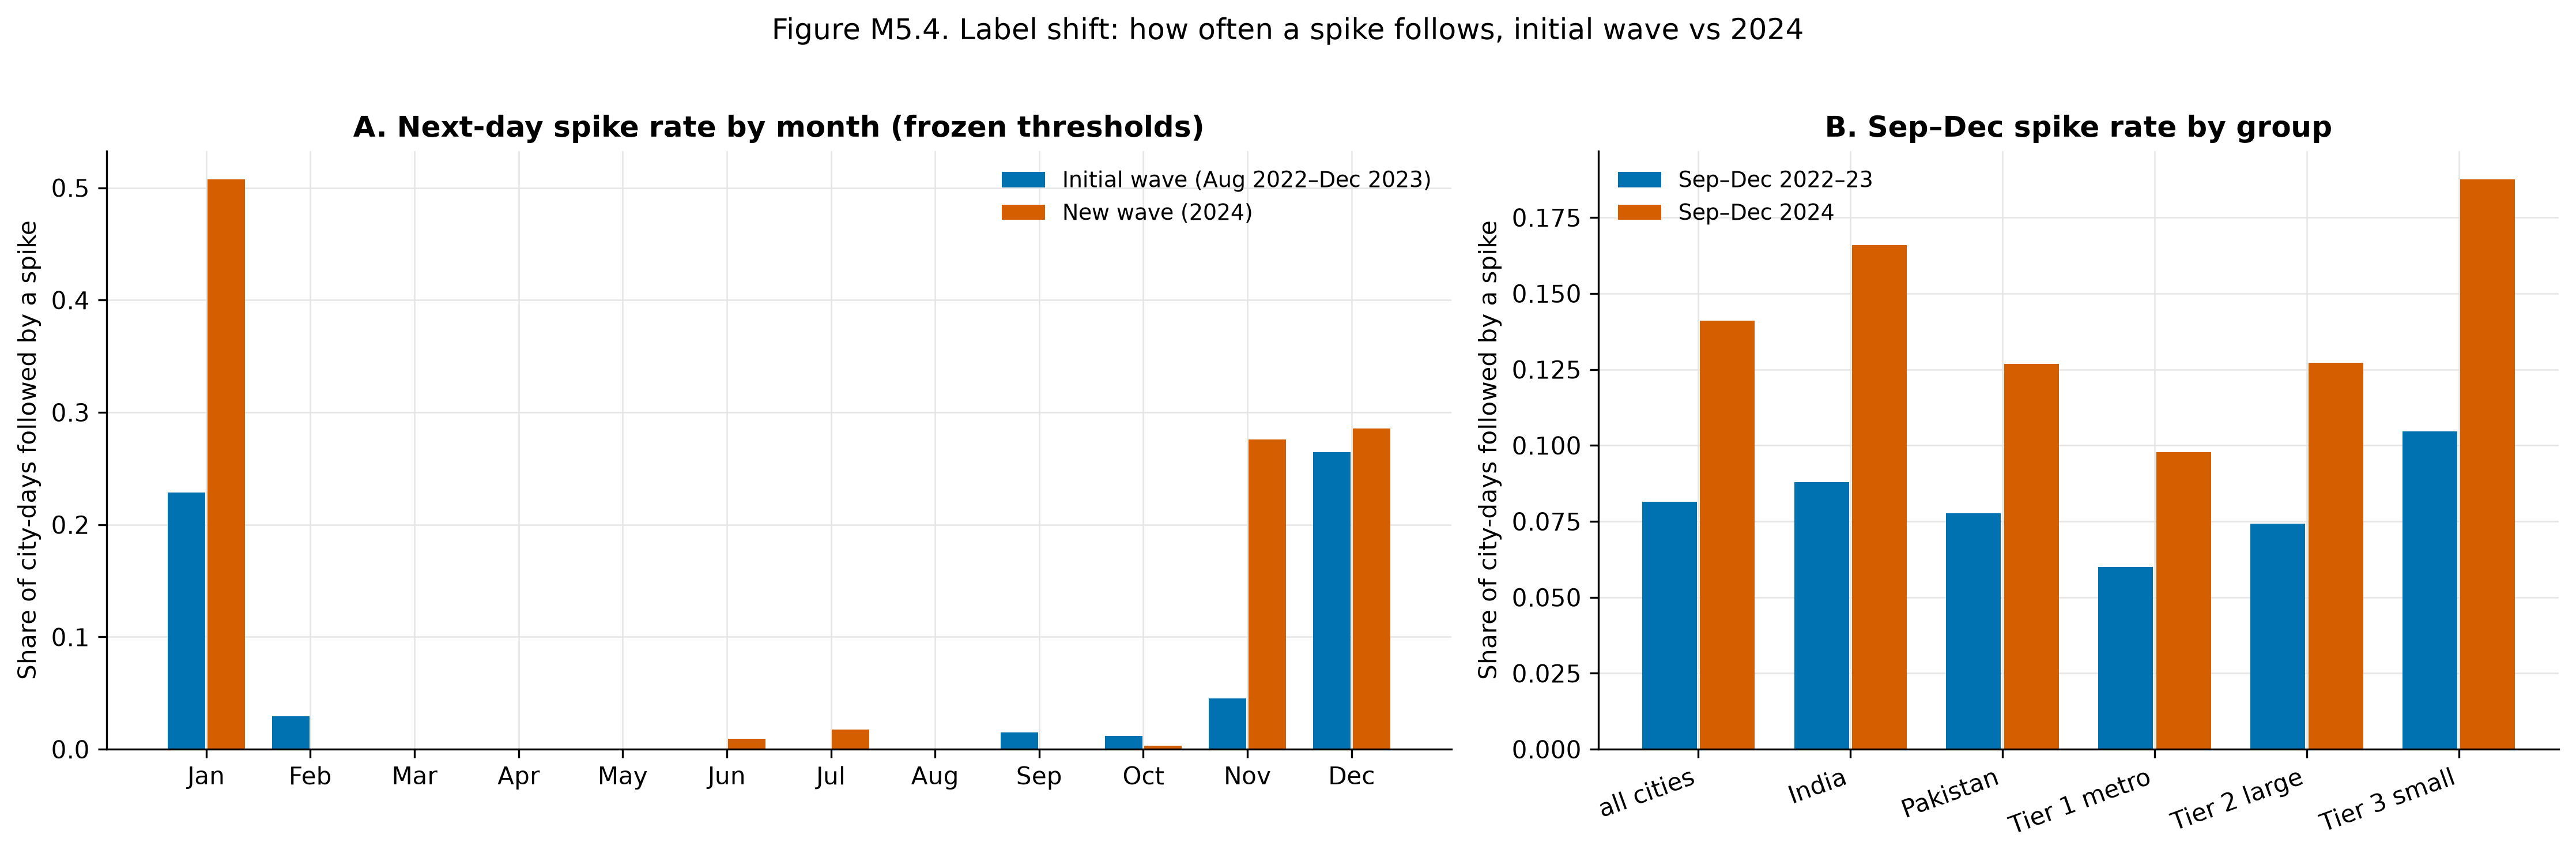 Figure M5.4. Label shift: how often a spike follows, initial wave vs 2024
A. Next-day spike rate by month (frozen thresholds)
Share of city-days followed by a spike
0.5
0.4
0.3
0.2
0.1
0.0
Initial wave (Aug 2022–Dec 2023)
New wave (2024)
Jan Feb Mar Apr May Jun Jul Aug Sep Oct Nov Dec
B. Sep–Dec spike rate by group
Share of city-days followed by a spike
0.175
0.150
0.125
0.100
0.075
0.050
0.025
0.000
Sep–Dec 2022–23
Sep–Dec 2024
all cities India Pakistan Tier 1 metro Tier 2 large Tier 3 small